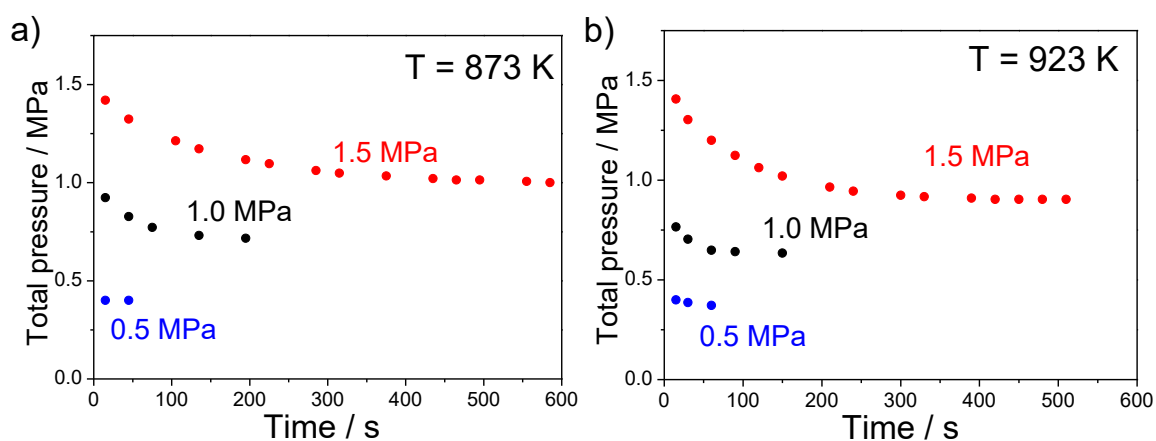 a)
T = 873 K
Total pressure / MPa
1.5
1.0
0.5
0.0
1.5 MPa
1.0 MPa
0.5 MPa
0 100 200 300 400 500 600
Time / s
b)
T = 923 K
Total pressure / MPa
1.5
1.0
0.5
0.0
1.5 MPa
1.0 MPa
0.5 MPa
0 100 200 300 400 500 600
Time / s